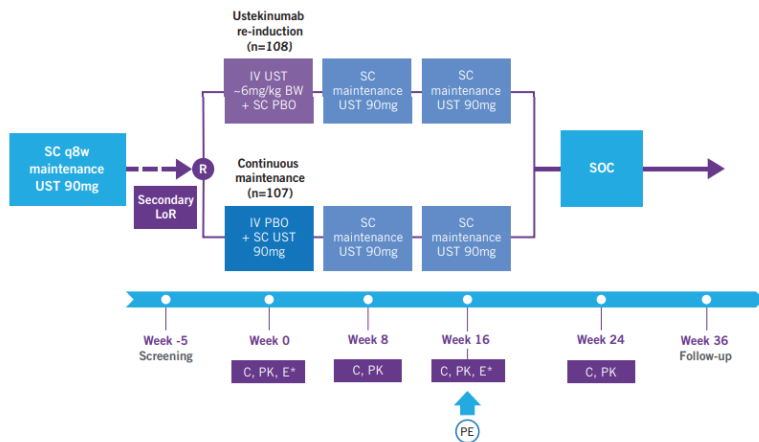 Ustekinumab
re-induction
(n=108)
IV UST
~6mg/kg BW
+ SC PBO
SC
maintenance
UST 90mg
SC
maintenance
UST 90mg
SC q8w
maintenance
UST 90mg
R
Secondary
LoR
SOC
Continuous
maintenance
(n=107)
IV PBO
+ SC UST
90mg
SC
maintenance
UST 90mg
SC
maintenance
UST 90mg
Week -5
Screening
Week 0
Week 8
Week 16
Week 24
Week 36
Follow-up
C, PK, E*
C, PK
C, PK, E*
C, PK
PE